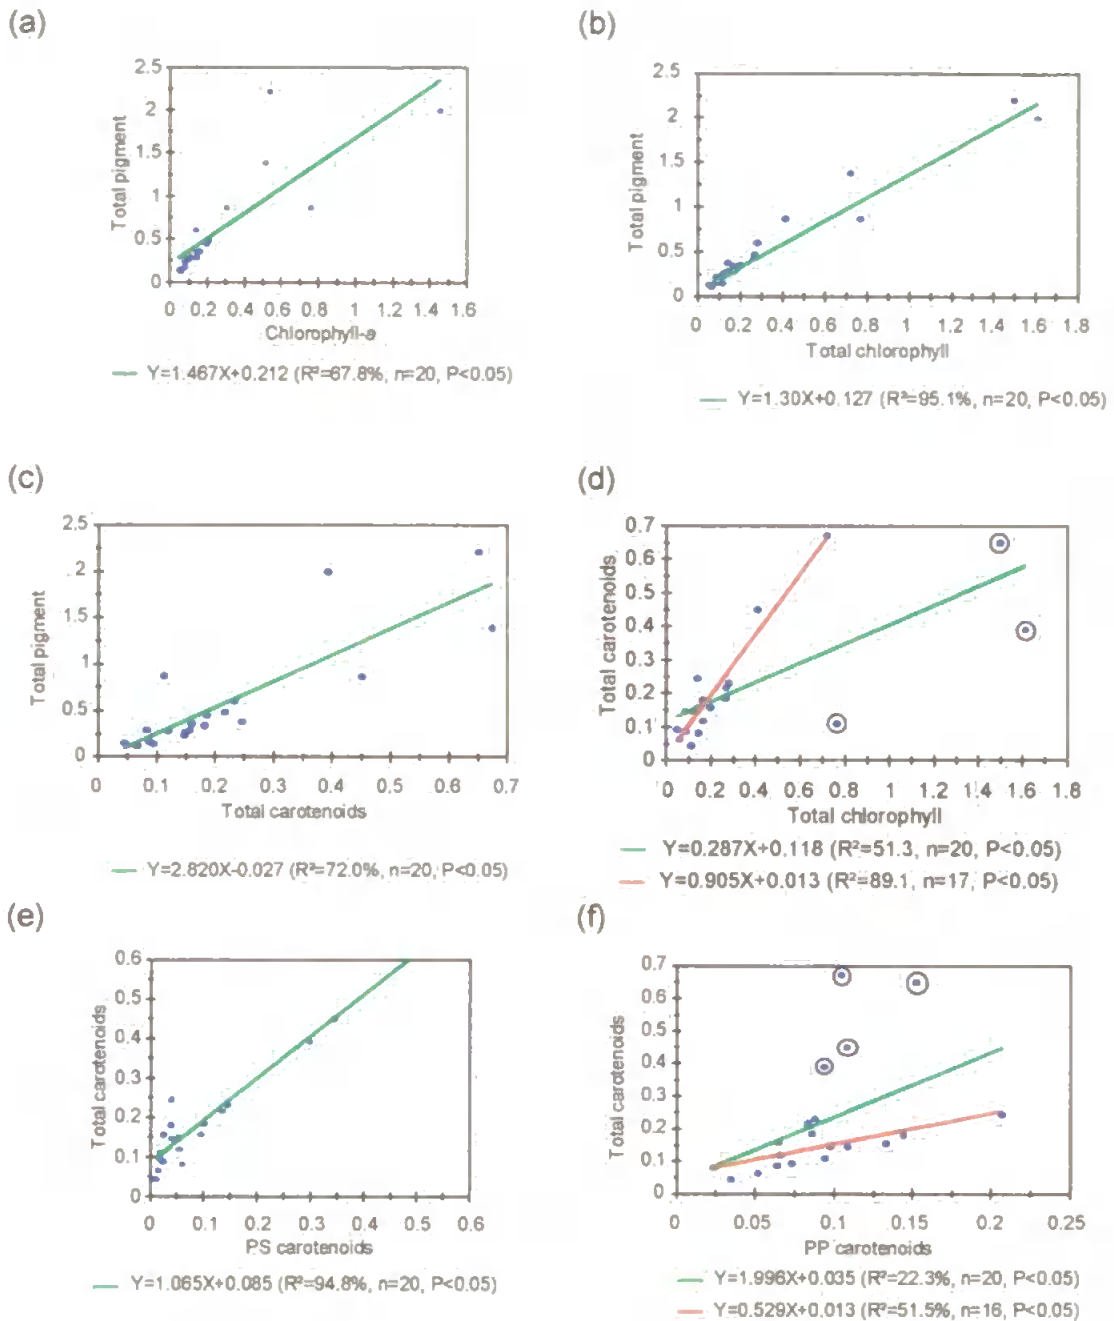 (a)
2.5
2
1.5
1
0.5
0
Total pigment
0 0.2 0.4 0.6 0.8 1 1.2 1.4 1.6
Chlorophyll-a
Y=1.467X+0.212 (R²=67.8%, n=20, P<0.05)
(b)
2.5
2
1.5
1
0.5
0
Total pigment
0 0.2 0.4 0.6 0.8 1 1.2 1.4 1.6 1.8
Total chlorophyll
Y=1.30X+0.127 (R²=95.1%, n=20, P<0.05)
(c)
2.5
2
1.5
1
0.5
0
Total pigment
0 0.1 0.2 0.3 0.4 0.5 0.6 0.7
Total carotenoids
Y=2.820X-0.027 (R²=72.0%, n=20, P<0.05)
(d)
0.7
0.6
0.5
0.4
0.3
0.2
0.1
0
Total carotenoids
0 0.2 0.4 0.6 0.8 1 1.2 1.4 1.6 1.8
Total chlorophyll
Y=0.287X+0.118 (R²=51.3, n=20, P<0.05)
Y=0.905X+0.013 (R²=89.1, n=17, P<0.05)
(e)
0.6
0.5
0.4
0.3
0.2
0.1
0
Total carotenoids
0 0.1 0.2 0.3 0.4 0.5 0.6
PS carotenoids
Y=1.065X+0.085 (R²=94.8%, n=20, P<0.05)
(f)
0.7
0.6
0.5
0.4
0.3
0.2
0.1
0
Total carotenoids
0 0.05 0.1 0.15 0.2 0.25
PP carotenoids
Y=1.996X+0.035 (R²=22.3%, n=20, P<0.05)
Y=0.529X+0.013 (R²=51.5%, n=16, P<0.05)